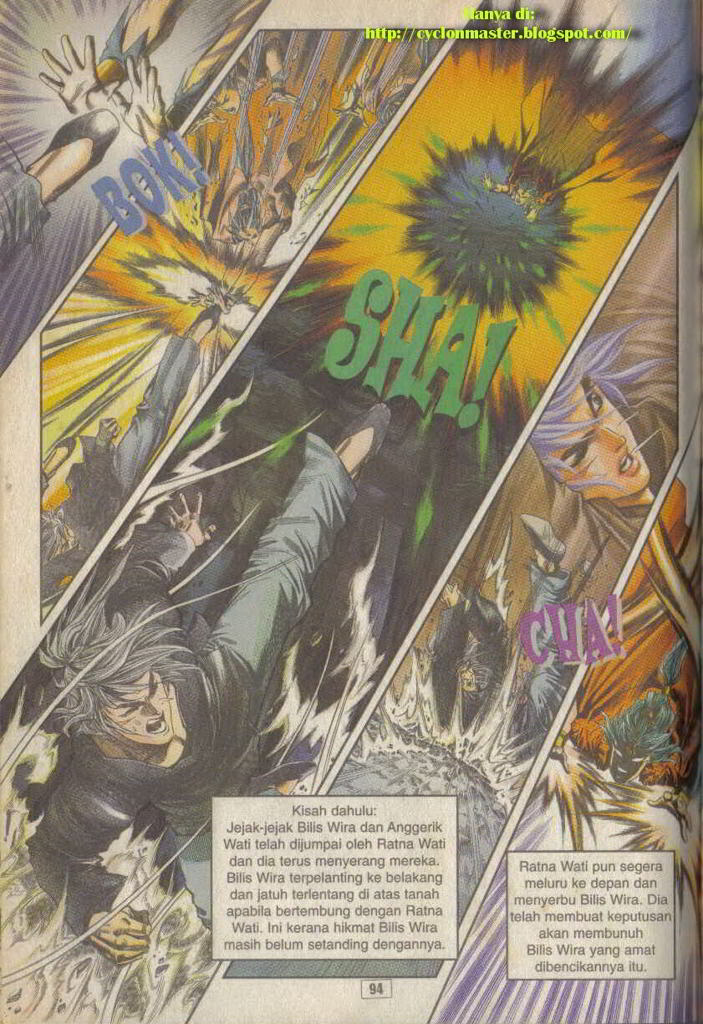 Hanya di:
http://cyclonmaster.blogspot.com/
BOK!
SHA!
CHA!
Kisah dahulu:
Jejak-jejak Bilis Wira dan Anggerik
Wati telah dijumpai oleh Ratna Wati
dan dia terus menyerang mereka.
Bilis Wira terpelanting ke belakang
dan jatuh terlentang di atas tanah
apabila bertembung dengan Ratna
Wati. Ini kerana hikmat Bilis Wira
masih belum setanding dengannya.
Ratna Wati pun segera
meluru ke depan dan
menyerbu Bilis Wira. Dia
telah membuat keputusan
akan membunuh
Bilis Wira yang amat
dibencikannya itu.
94